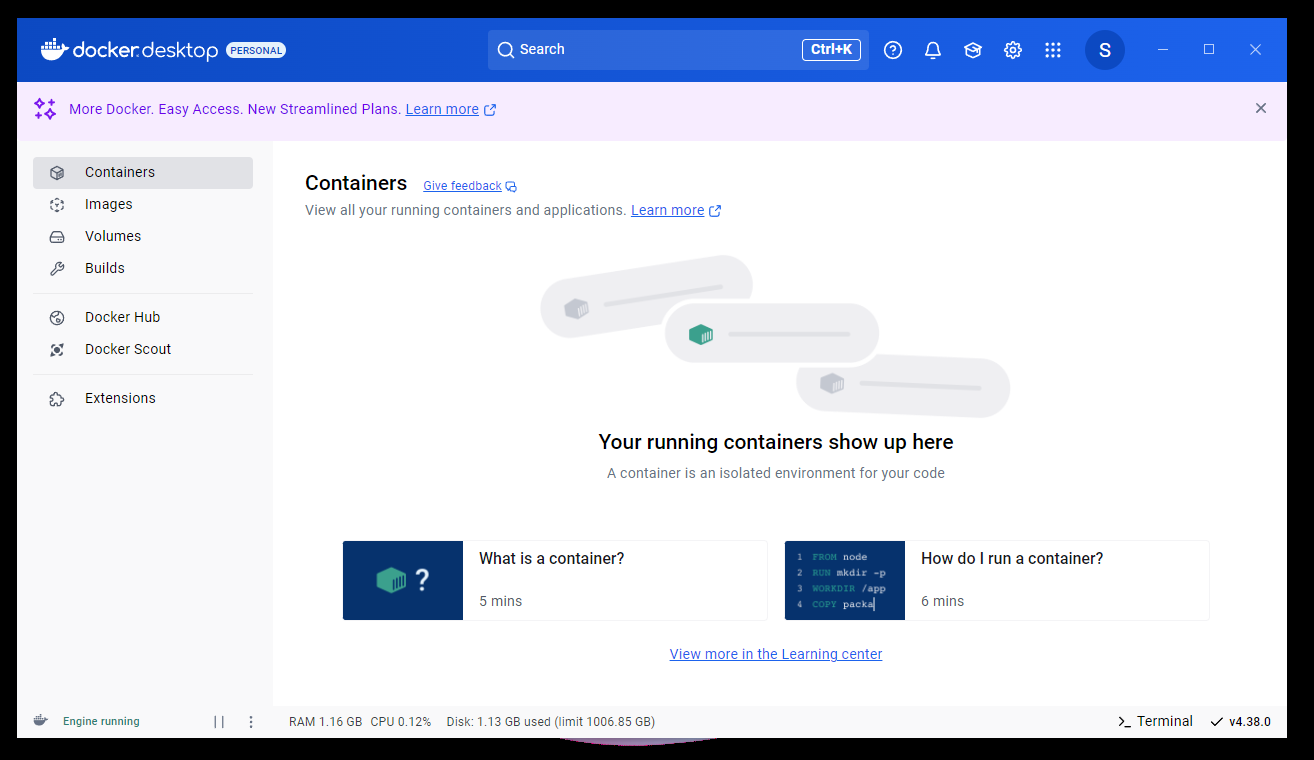 docker.desktop PERSONAL
Search Ctrl+K
S
More Docker. Easy Access. New Streamlined Plans. Learn more
Containers
Images
Volumes
Builds
Docker Hub
Docker Scout
Extensions
Containers Give feedback
View all your running containers and applications. Learn more
Your running containers show up here
A container is an isolated environment for your code
?
What is a container?
5 mins
1 FROM node
2 RUN mkdir -p
3 WORKDIR /app
4 COPY packa
How do I run a container?
6 mins
View more in the Learning center
Engine running
RAM 1.16 GB CPU 0.12% Disk: 1.13 GB used (limit 1006.85 GB)
Terminal
v4.38.0